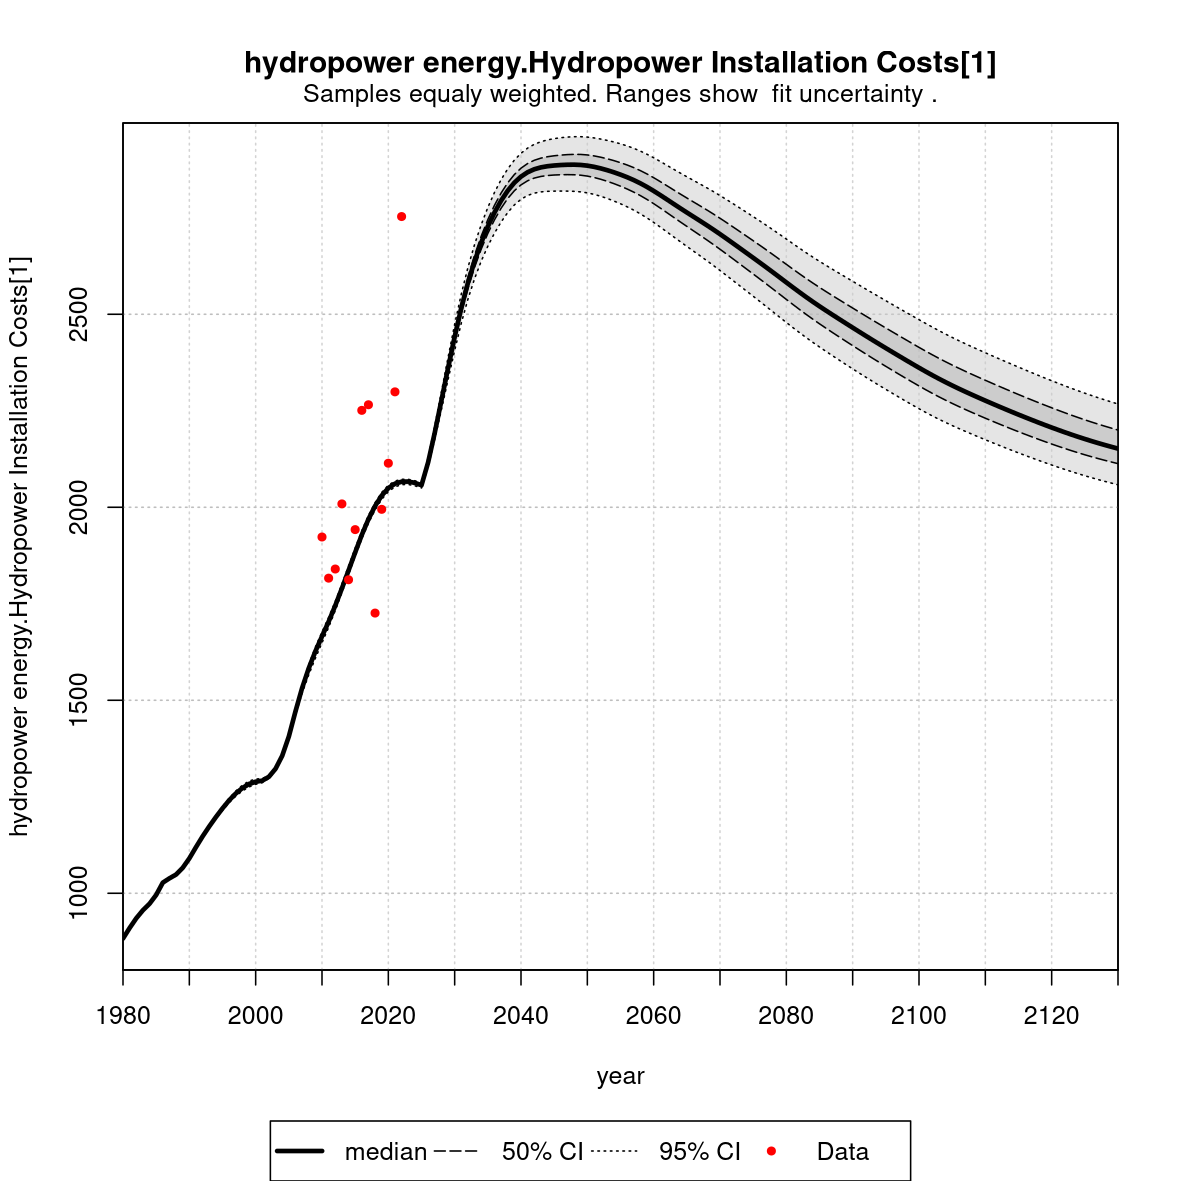 hydropower energy.Hydropower Installation Costs[1]
Samples equaly weighted. Ranges show  fit uncertainty .
hydropower energy.Hydropower Installation Costs[1]
2500
2000
1500
1000
1980 2000 2020 2040 2060 2080 2100 2120
year
median 50% CI 95% CI Data